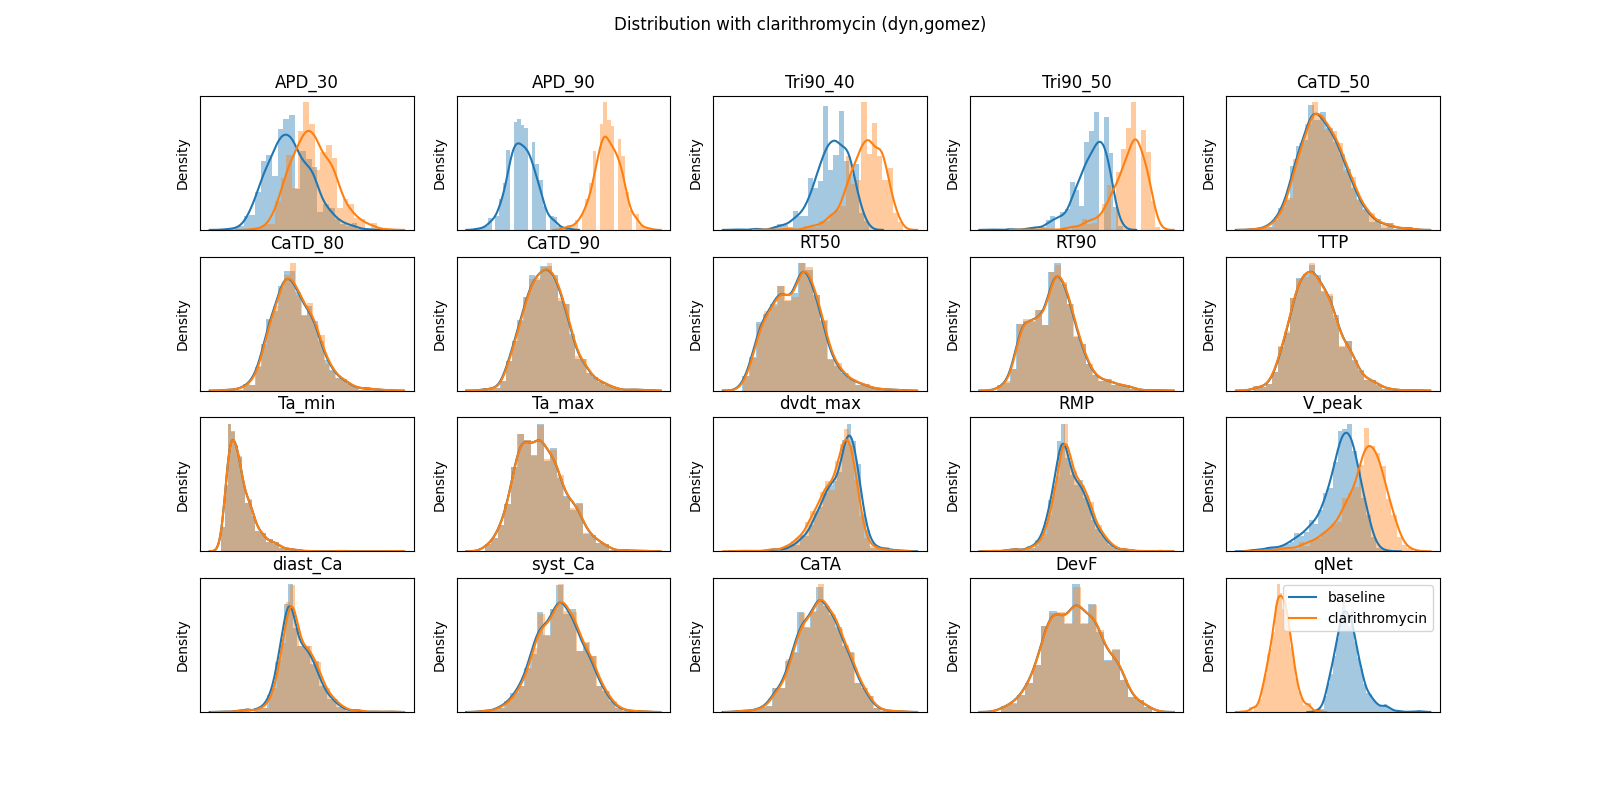 Distribution with clarithromycin (dyn,gomez)
APD_30
APD_90
Tri90_40
Tri90_50
CaTD_50
Density
Density
Density
Density
Density
CaTD_80
CaTD_90
RT50
RT90
TTP
Density
Density
Density
Density
Density
Ta_min
Ta_max
dvdt_max
RMP
V_peak
Density
Density
Density
Density
Density
diast_Ca
syst_Ca
CaTA
DevF
qNet
Density
Density
Density
Density
Density
baseline
clarithromycin